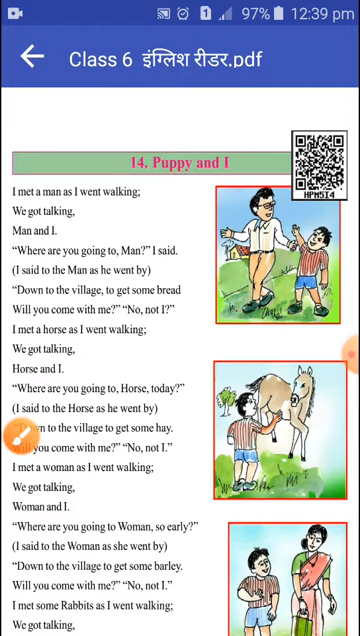 97% 12:39 pm
Class 6 इंग्लिश रीडर.pdf
14. Puppy and I
HPM5I4
I met a man as I went walking;
We got talking,
Man and I.
“Where are you going to, Man?” I said.
(I said to the Man as he went by)
“Down to the village, to get some bread
Will you come with me?” “No, not I?”
I met a horse as I went walking;
We got talking,
Horse and I.
“Where are you going to, Horse, today?”
(I said to the Horse as he went by)
“Down to the village to get some hay.
Will you come with me?” “No, not I.”
I met a woman as I went walking;
We got talking,
Woman and I.
“Where are you going to Woman, so early?”
(I said to the Woman as she went by)
“Down to the village to get some barley.
Will you come with me?” “No, not I.”
I met some Rabbits as I went walking;
We got talking,